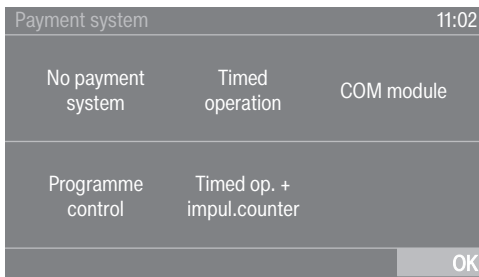 Payment system 11:02
No payment
system
Timed
operation
COM module
Programme
control
Timed op. +
impul.counter
OK